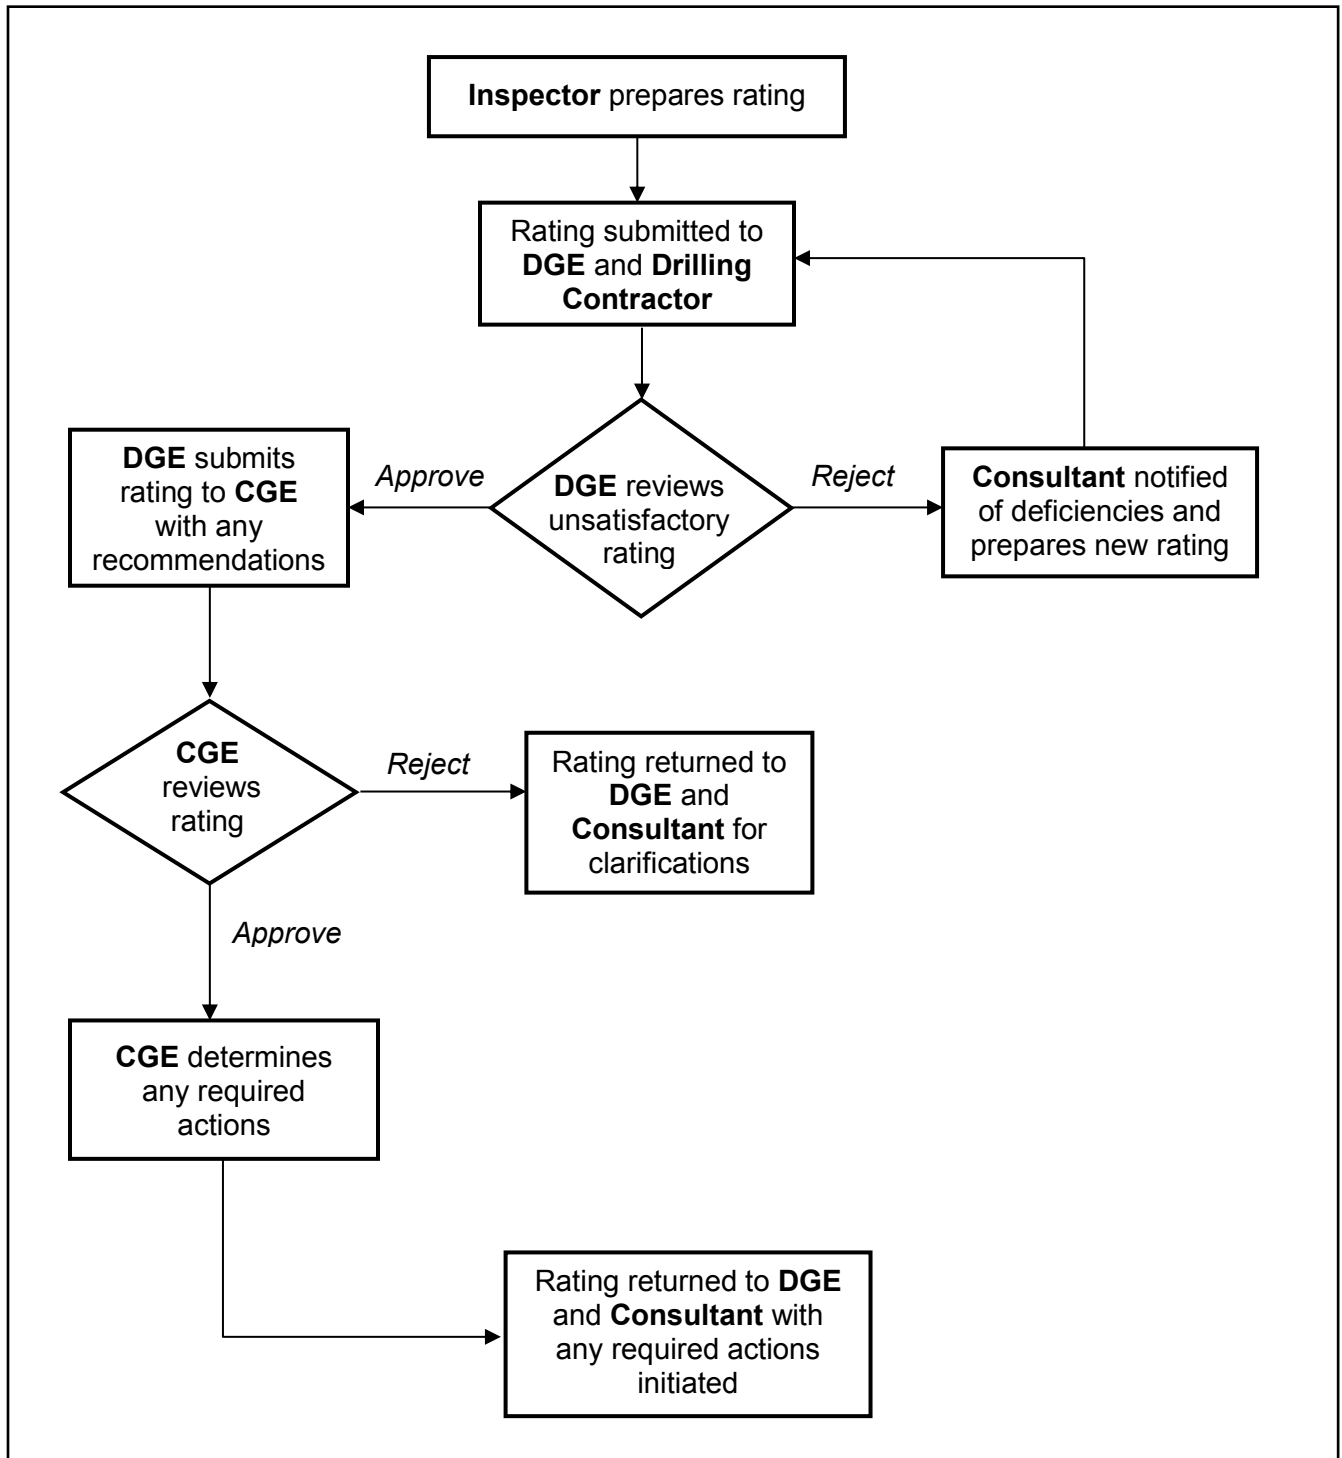 Inspector prepares rating
Rating submitted to
DGE and Drilling
Contractor
DGE submits
rating to CGE
with any
recommendations
Approve
DGE reviews
unsatisfactory
rating
Reject
Consultant notified
of deficiencies and
prepares new rating
CGE
reviews
rating
Reject
Rating returned to
DGE and
Consultant for
clarifications
Approve
CGE determines
any required
actions
Rating returned to DGE
and Consultant with
any required actions
initiated